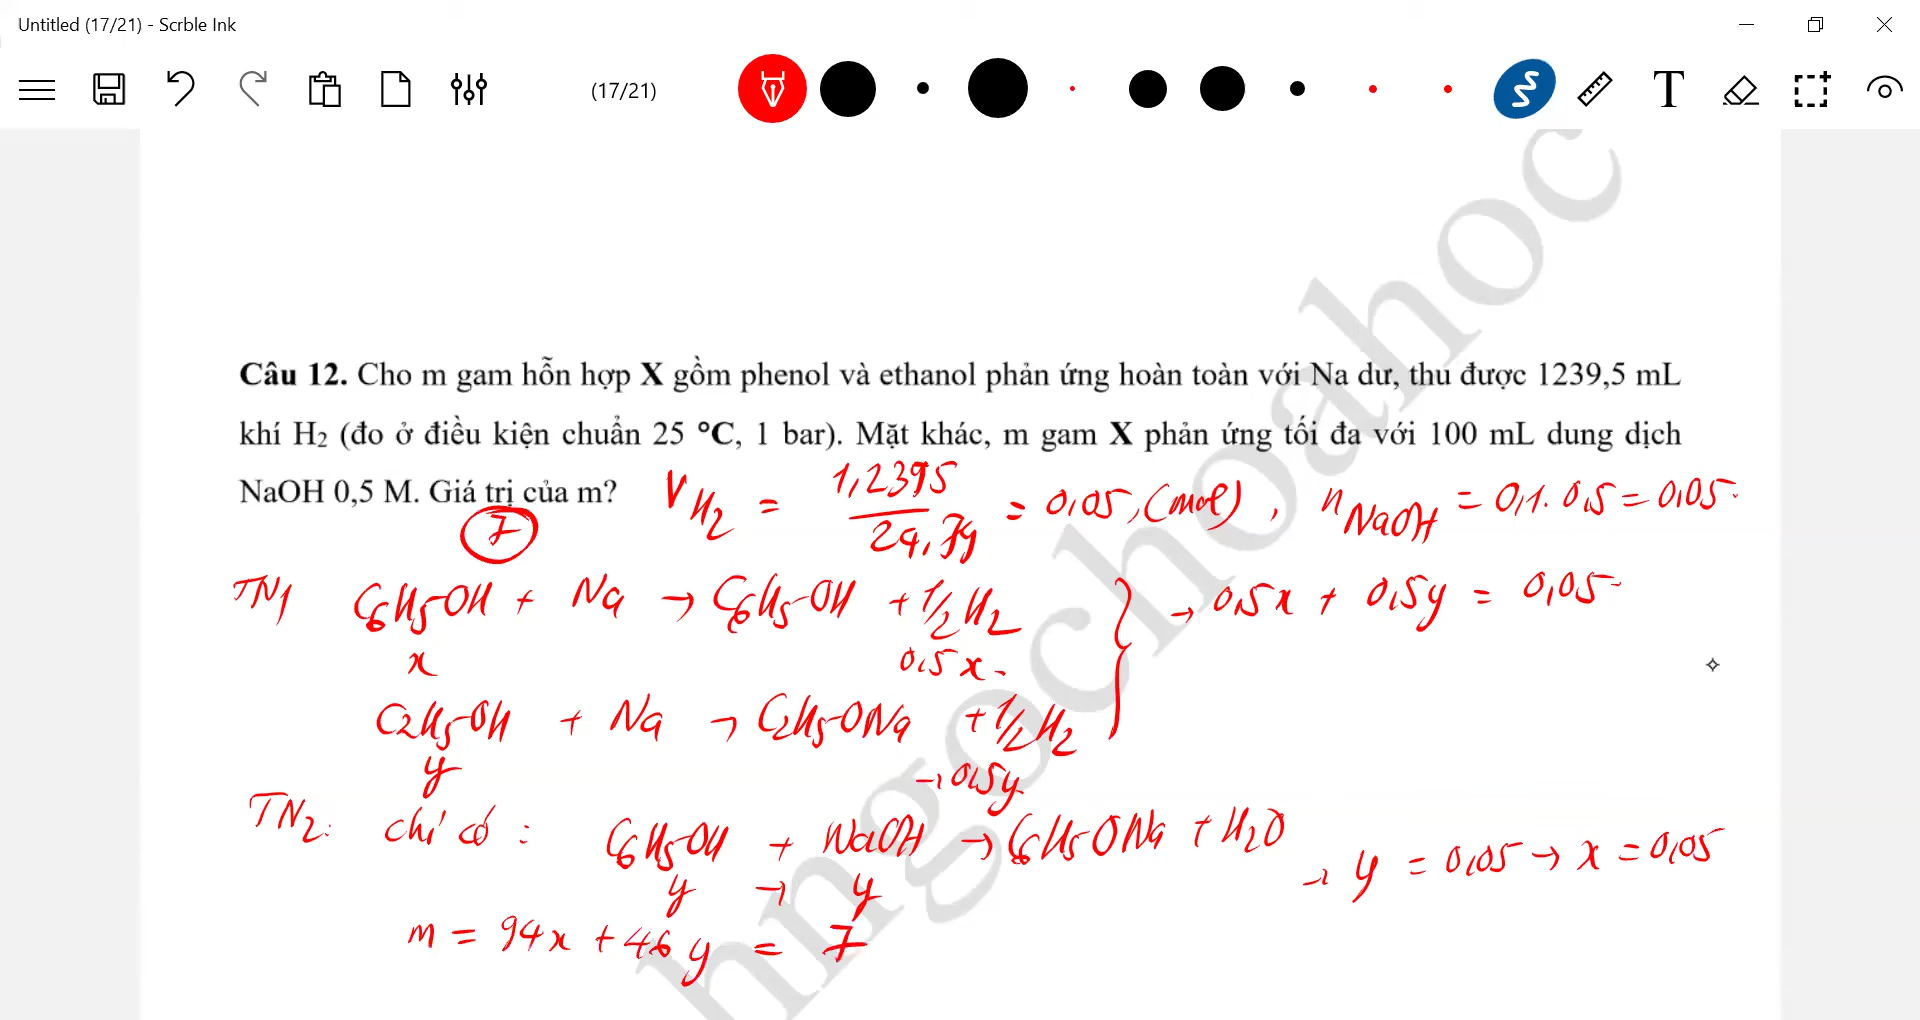 Untitled (17/21) - Scrble Ink
(17/21)
T
Câu 12. Cho m gam hỗn hợp X gồm phenol và ethanol phản ứng hoàn toàn với Na dư, thu được 1239,5 mL
khí H₂ (đo ở điều kiện chuẩn 25 °C, 1 bar). Mặt khác, m gam X phản ứng tối đa với 100 mL dung dịch
NaOH 0,5 M. Giá trị của m?
7
V H₂ = 1,2395 / 24,79 = 0,05 (mol), n NaOH = 0,1. 0,5 = 0,05.
TN1 C₆H₅-OH + Na → C₆H₅-OH + 1/2 H₂ } → 0,5x + 0,5y = 0,05
x 0,5x
C₂H₅-OH + Na → C₂H₅-ONa + 1/2 H₂
y → 0,5y
TN2: chỉ có : C₆H₅OH + NaOH → C₆H₅ONa + H₂O
y → y → y = 0,05 → x = 0,05
m = 94x + 46y = 7
hngochoahoc